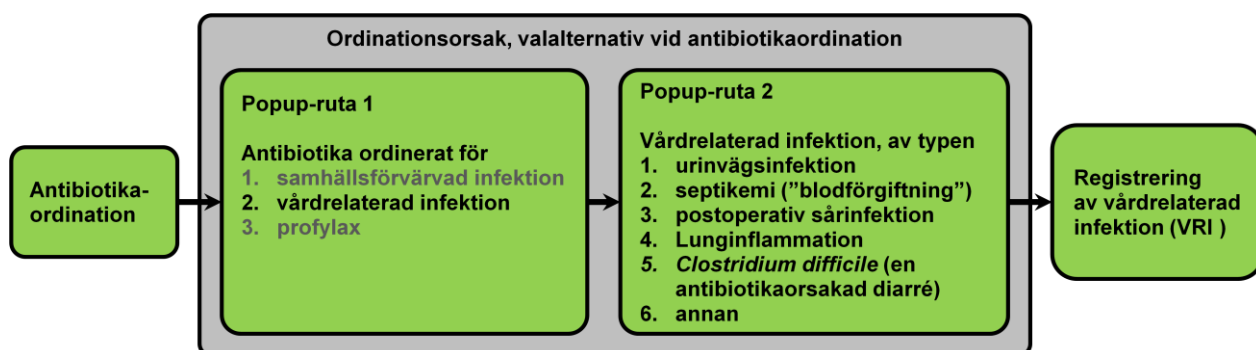 Ordinationsorsak, valalternativ vid antibiotikaordination
Antibiotika-
ordination
Popup-ruta 1
Antibiotika ordinerat för
1. samhällsförvärvad infektion
2. vårdrelaterad infektion
3. profylax
Popup-ruta 2
Vårdrelaterad infektion, av typen
1. urinvägsinfektion
2. septikemi (”blodförgiftning”)
3. postoperativ sårinfektion
4. Lunginflammation
5. Clostridium difficile (en
antibiotikaorsakad diarré)
6. annan
Registrering
av vårdrelaterad
infektion (VRI )